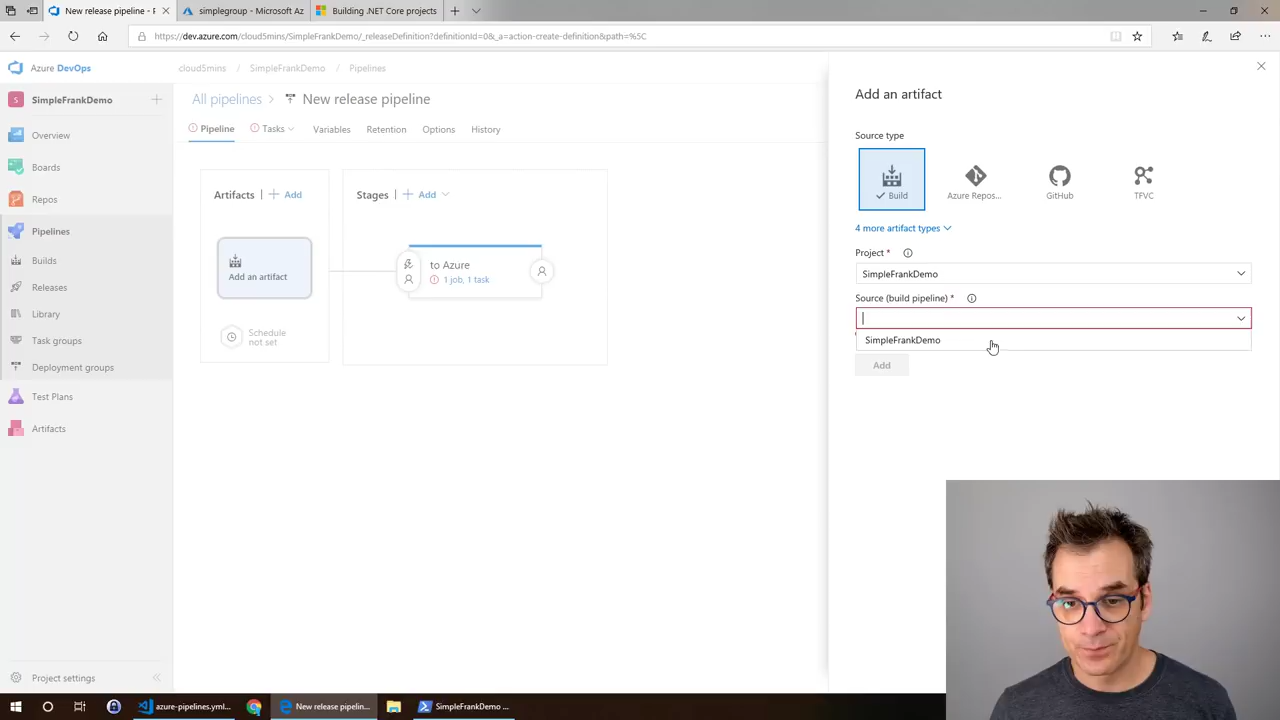 New release pipeline - P
simplegroup - Microsoft Az
Building .NET Core projects
https://dev.azure.com/cloud5mins/SimpleFrankDemo/_releaseDefinition?definitionId=0&_a=action-create-definition&path=%5C
Azure DevOps
cloud5mins / SimpleFrankDemo / Pipelines
S SimpleFrankDemo
Overview
Boards
Repos
Pipelines
Builds
Releases
Library
Task groups
Deployment groups
Test Plans
Artifacts
Project settings
All pipelines > New release pipeline
Pipeline
Tasks
Variables
Retention
Options
History
Artifacts | + Add
Add an artifact
Schedule
not set
Stages | + Add
to Azure
1 job, 1 task
Add an artifact
Source type
Build
Azure Repos...
GitHub
TFVC
4 more artifact types
Project *
SimpleFrankDemo
Source (build pipeline) *
SimpleFrankDemo
Add
azure-pipelines.yml...
New release pipelin...
SimpleFrankDemo ...